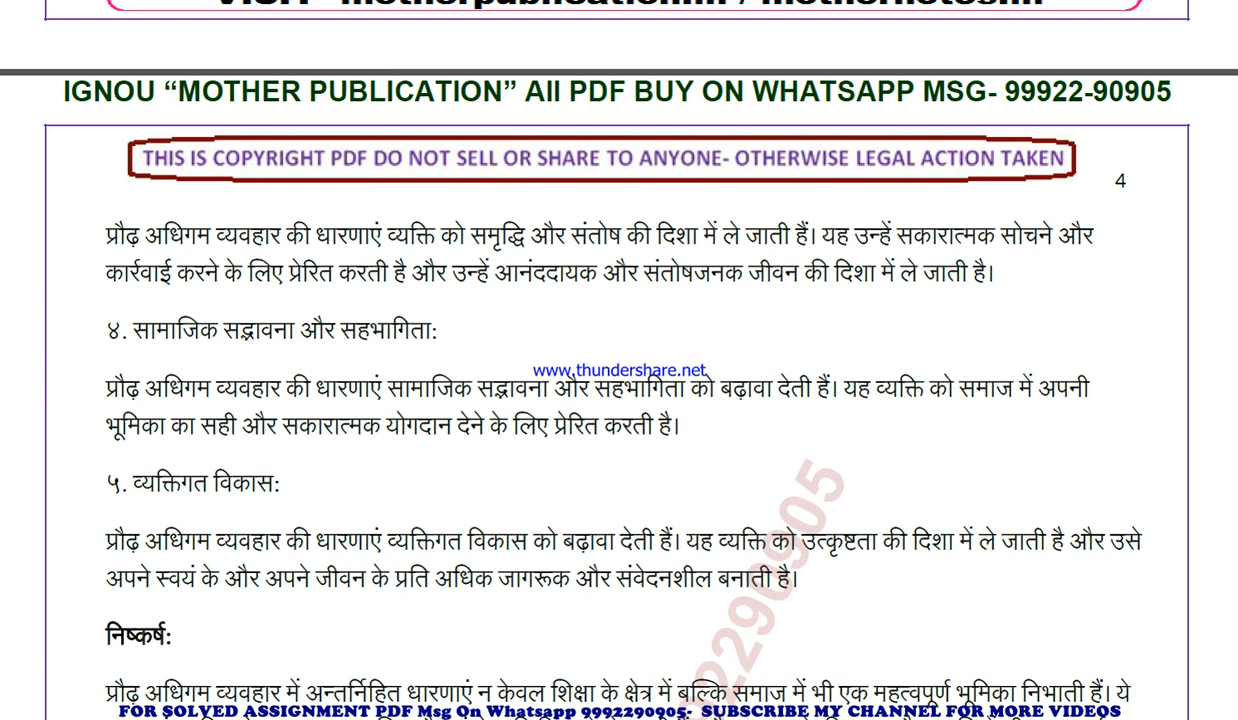 VISIT- motherpublication.in / mothernotes.in
IGNOU “MOTHER PUBLICATION” All PDF BUY ON WHATSAPP MSG- 99922-90905
THIS IS COPYRIGHT PDF DO NOT SELL OR SHARE TO ANYONE- OTHERWISE LEGAL ACTION TAKEN
4
प्रौढ़ अधिगम व्यवहार की धारणाएं व्यक्ति को समृद्धि और संतोष की दिशा में ले जाती हैं। यह उन्हें सकारात्मक सोचने और
कार्रवाई करने के लिए प्रेरित करती है और उन्हें आनंददायक और संतोषजनक जीवन की दिशा में ले जाती है।
४. सामाजिक सद्भावना और सहभागिता:
www.thundershare.net
प्रौढ़ अधिगम व्यवहार की धारणाएं सामाजिक सद्भावना और सहभागिता को बढ़ावा देती हैं। यह व्यक्ति को समाज में अपनी
भूमिका का सही और सकारात्मक योगदान देने के लिए प्रेरित करती है।
५. व्यक्तिगत विकास:
प्रौढ़ अधिगम व्यवहार की धारणाएं व्यक्तिगत विकास को बढ़ावा देती हैं। यह व्यक्ति को उत्कृष्टता की दिशा में ले जाती है और उसे
अपने स्वयं के और अपने जीवन के प्रति अधिक जागरूक और संवेदनशील बनाती है।
निष्कर्ष:
प्रौढ़ अधिगम व्यवहार में अन्तर्निहित धारणाएं न केवल शिक्षा के क्षेत्र में बल्कि समाज में भी एक महत्वपूर्ण भूमिका निभाती हैं। ये
FOR SOLVED ASSIGNMENT PDF Msg On Whatsapp 9992290905- SUBSCRIBE MY CHANNEL FOR MORE VIDEOS